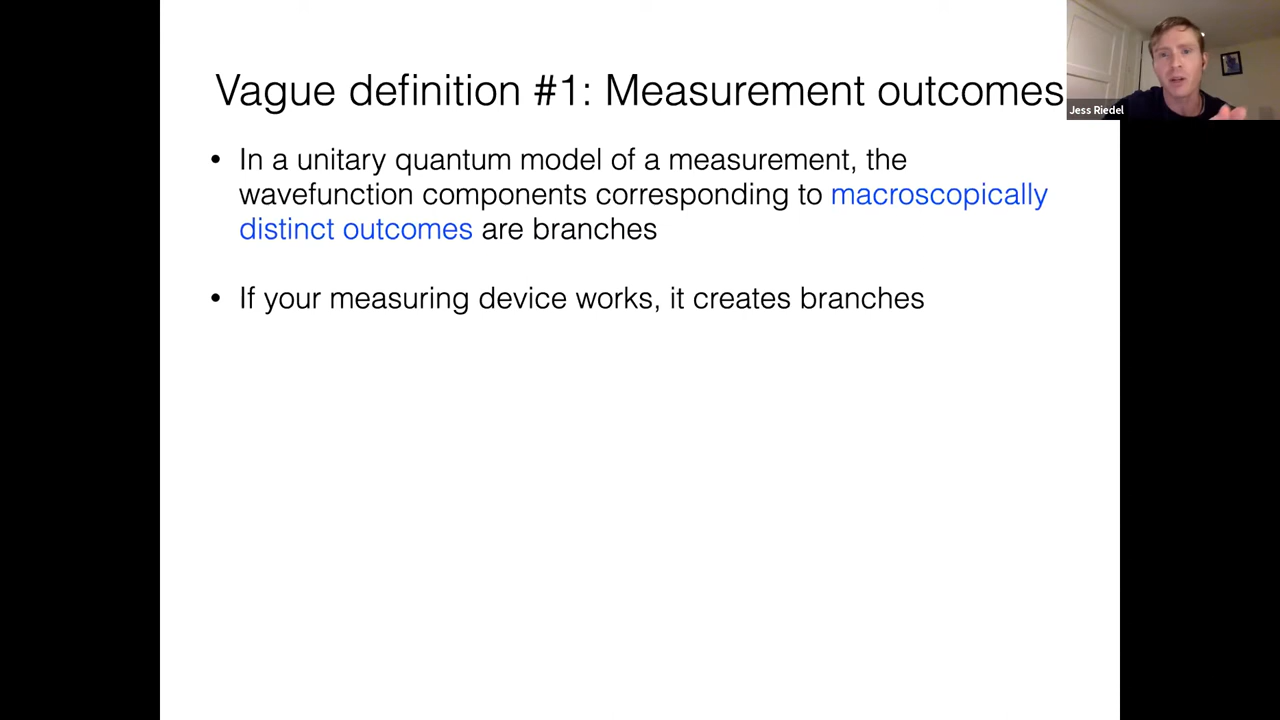 Vague definition #1: Measurement outcomes
Jess Riedel
• In a unitary quantum model of a measurement, the
wavefunction components corresponding to macroscopically
distinct outcomes are branches
• If your measuring device works, it creates branches